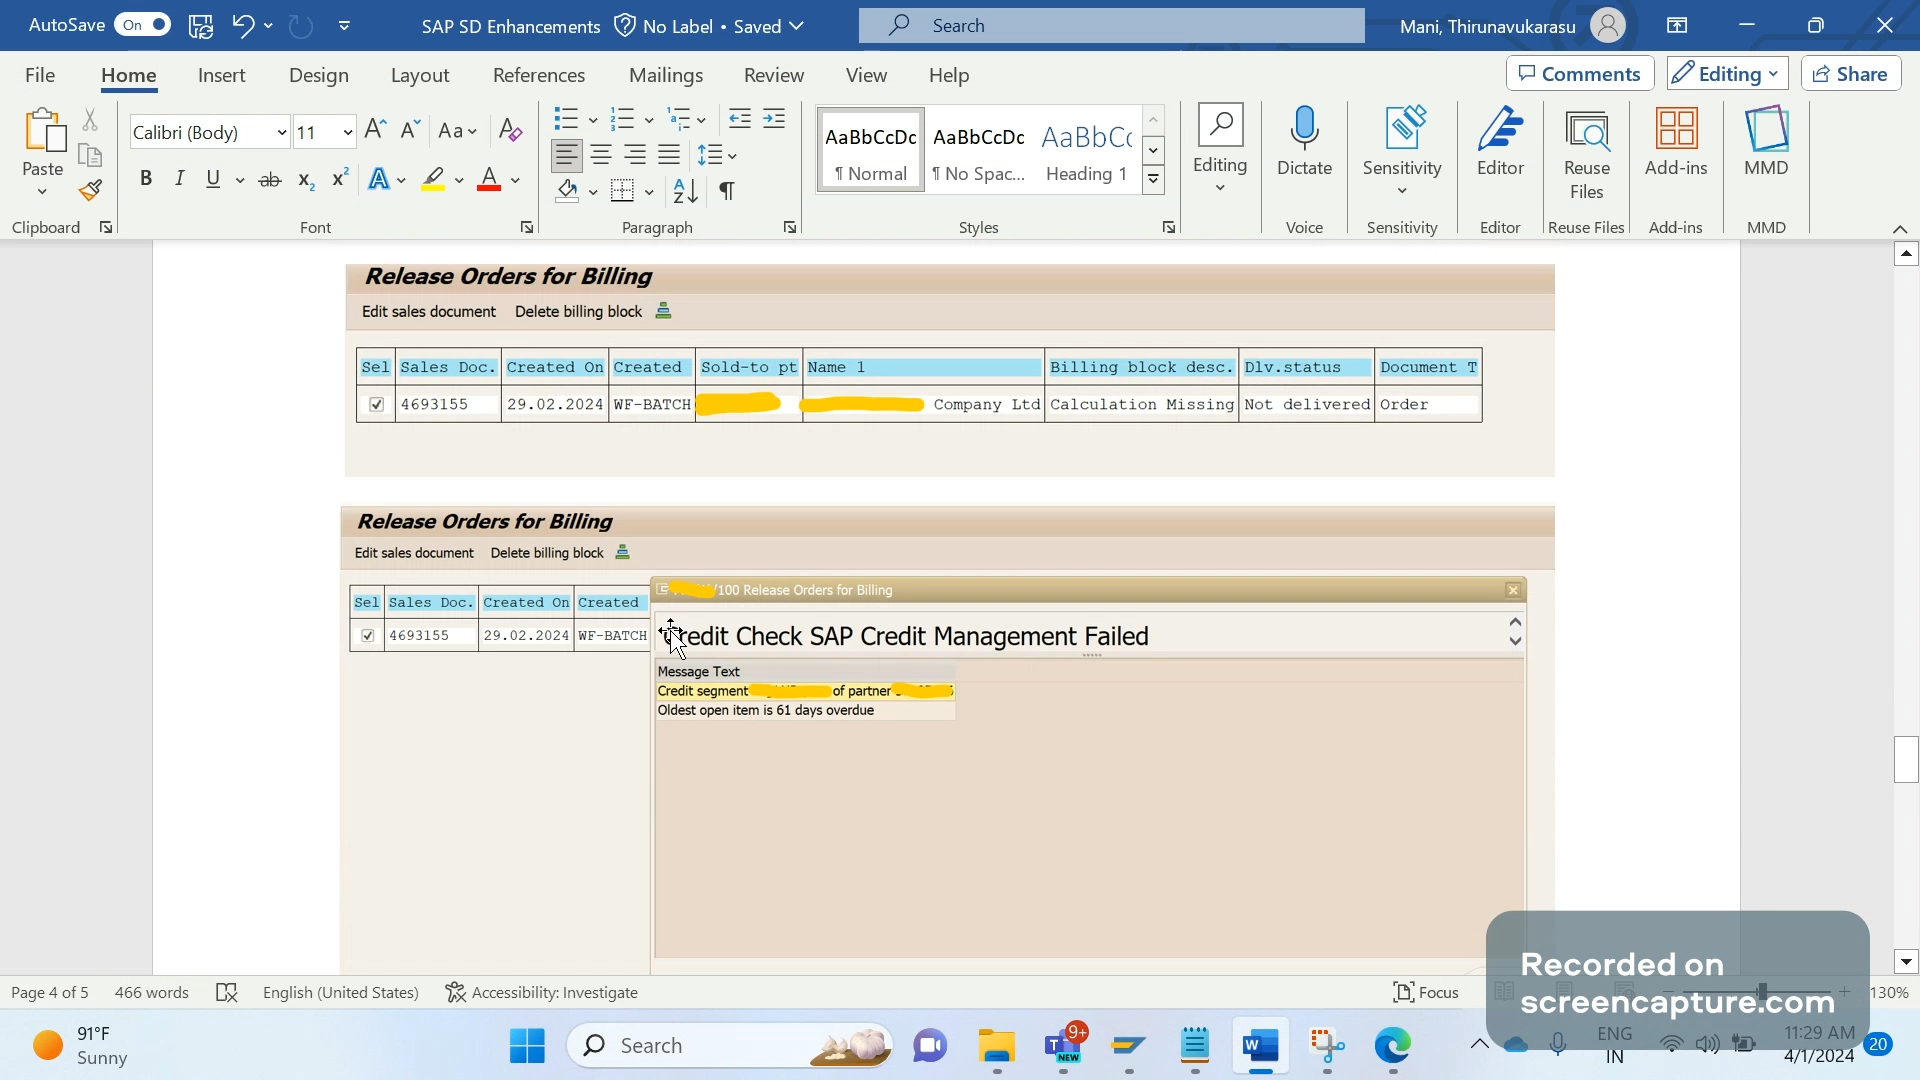 AutoSave On SAP SD Enhancements No Label • Saved Search Mani, Thirunavukarasu
File Home Insert Design Layout References Mailings Review View Help Comments Editing Share
Calibri (Body) 11 Aa
Paste B I U ab x₂ x² A A
AaBbCcDc AaBbCcDc AaBbCc
¶ Normal ¶ No Spac... Heading 1
Editing Dictate Sensitivity Editor Reuse Files Add-ins MMD
Clipboard Font Paragraph Styles Voice Sensitivity Editor Reuse Files Add-ins MMD
Release Orders for Billing
Edit sales document Delete billing block
Sel Sales Doc. Created On Created Sold-to pt Name 1 Billing block desc. Dlv.status Document T
4693155 29.02.2024 WF-BATCH Company Ltd Calculation Missing Not delivered Order
Release Orders for Billing
Edit sales document Delete billing block
Sel Sales Doc. Created On Created
4693155 29.02.2024 WF-BATCH
/100 Release Orders for Billing
Credit Check SAP Credit Management Failed
Message Text
Credit segment of partner
Oldest open item is 61 days overdue
Recorded on
screencapture.com
Page 4 of 5 466 words English (United States) Accessibility: Investigate Focus 130%
91°F
Sunny
Search
9+
NEW
ENG
IN
11:29 AM
4/1/2024
20